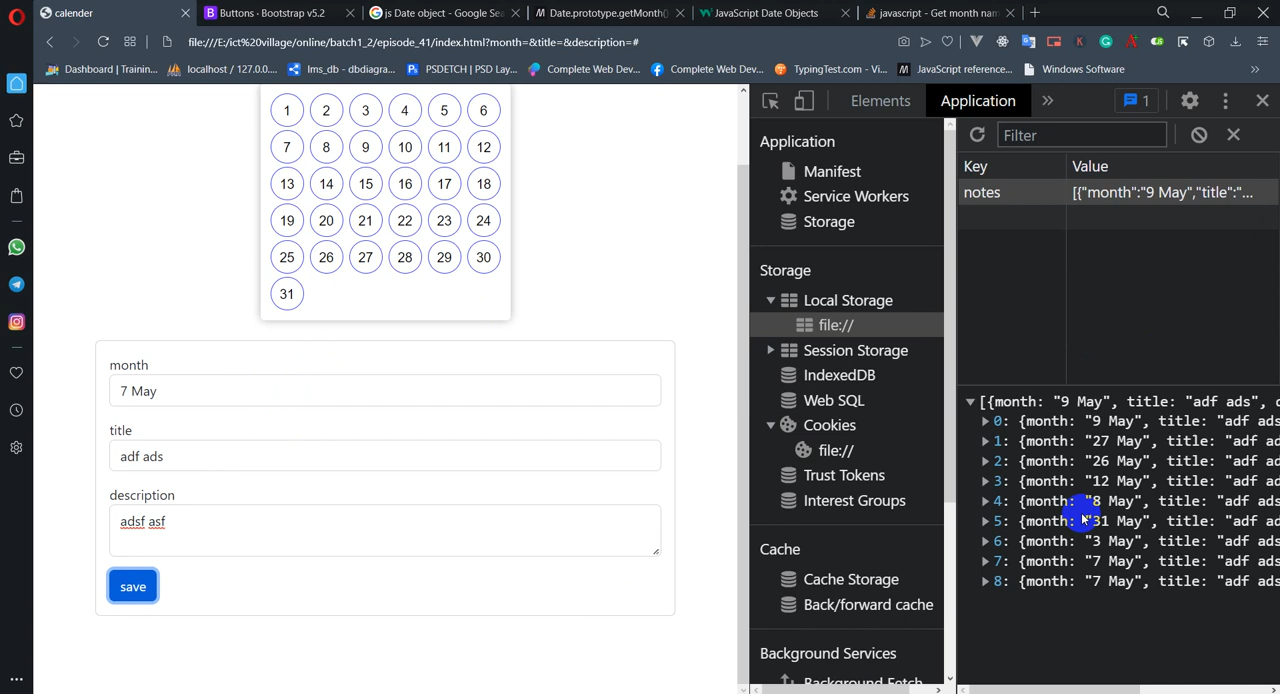 calender
Buttons · Bootstrap v5.2
js Date object - Google Sea
Date.prototype.getMonth()
JavaScript Date Objects
javascript - Get month nam
file:///E:/ict%20village/online/batch1_2/episode_41/index.html?month=&title=&description=#
Dashboard | Trainin...
localhost / 127.0.0....
lms_db - dbdiagra...
PSDETCH | PSD Lay...
Complete Web Dev...
Complete Web Dev...
TypingTest.com - Vi...
JavaScript reference...
Windows Software
1 2 3 4 5 6
7 8 9 10 11 12
13 14 15 16 17 18
19 20 21 22 23 24
25 26 27 28 29 30
31
month
7 May
title
adf ads
description
adsf asf
save
Elements
Application
1
Application
Manifest
Service Workers
Storage
Storage
Local Storage
file://
Session Storage
IndexedDB
Web SQL
Cookies
file://
Trust Tokens
Interest Groups
Cache
Cache Storage
Back/forward cache
Background Services
Background Fetch
Filter
Key Value
notes [{"month":"9 May","title":"...
[{month: "9 May", title: "adf ads", d
0: {month: "9 May", title: "adf ads
1: {month: "27 May", title: "adf ad
2: {month: "26 May", title: "adf ad
3: {month: "12 May", title: "adf ad
4: {month: "8 May", title: "adf ads
5: {month: "31 May", title: "adf ad
6: {month: "3 May", title: "adf ads
7: {month: "7 May", title: "adf ads
8: {month: "7 May", title: "adf ads